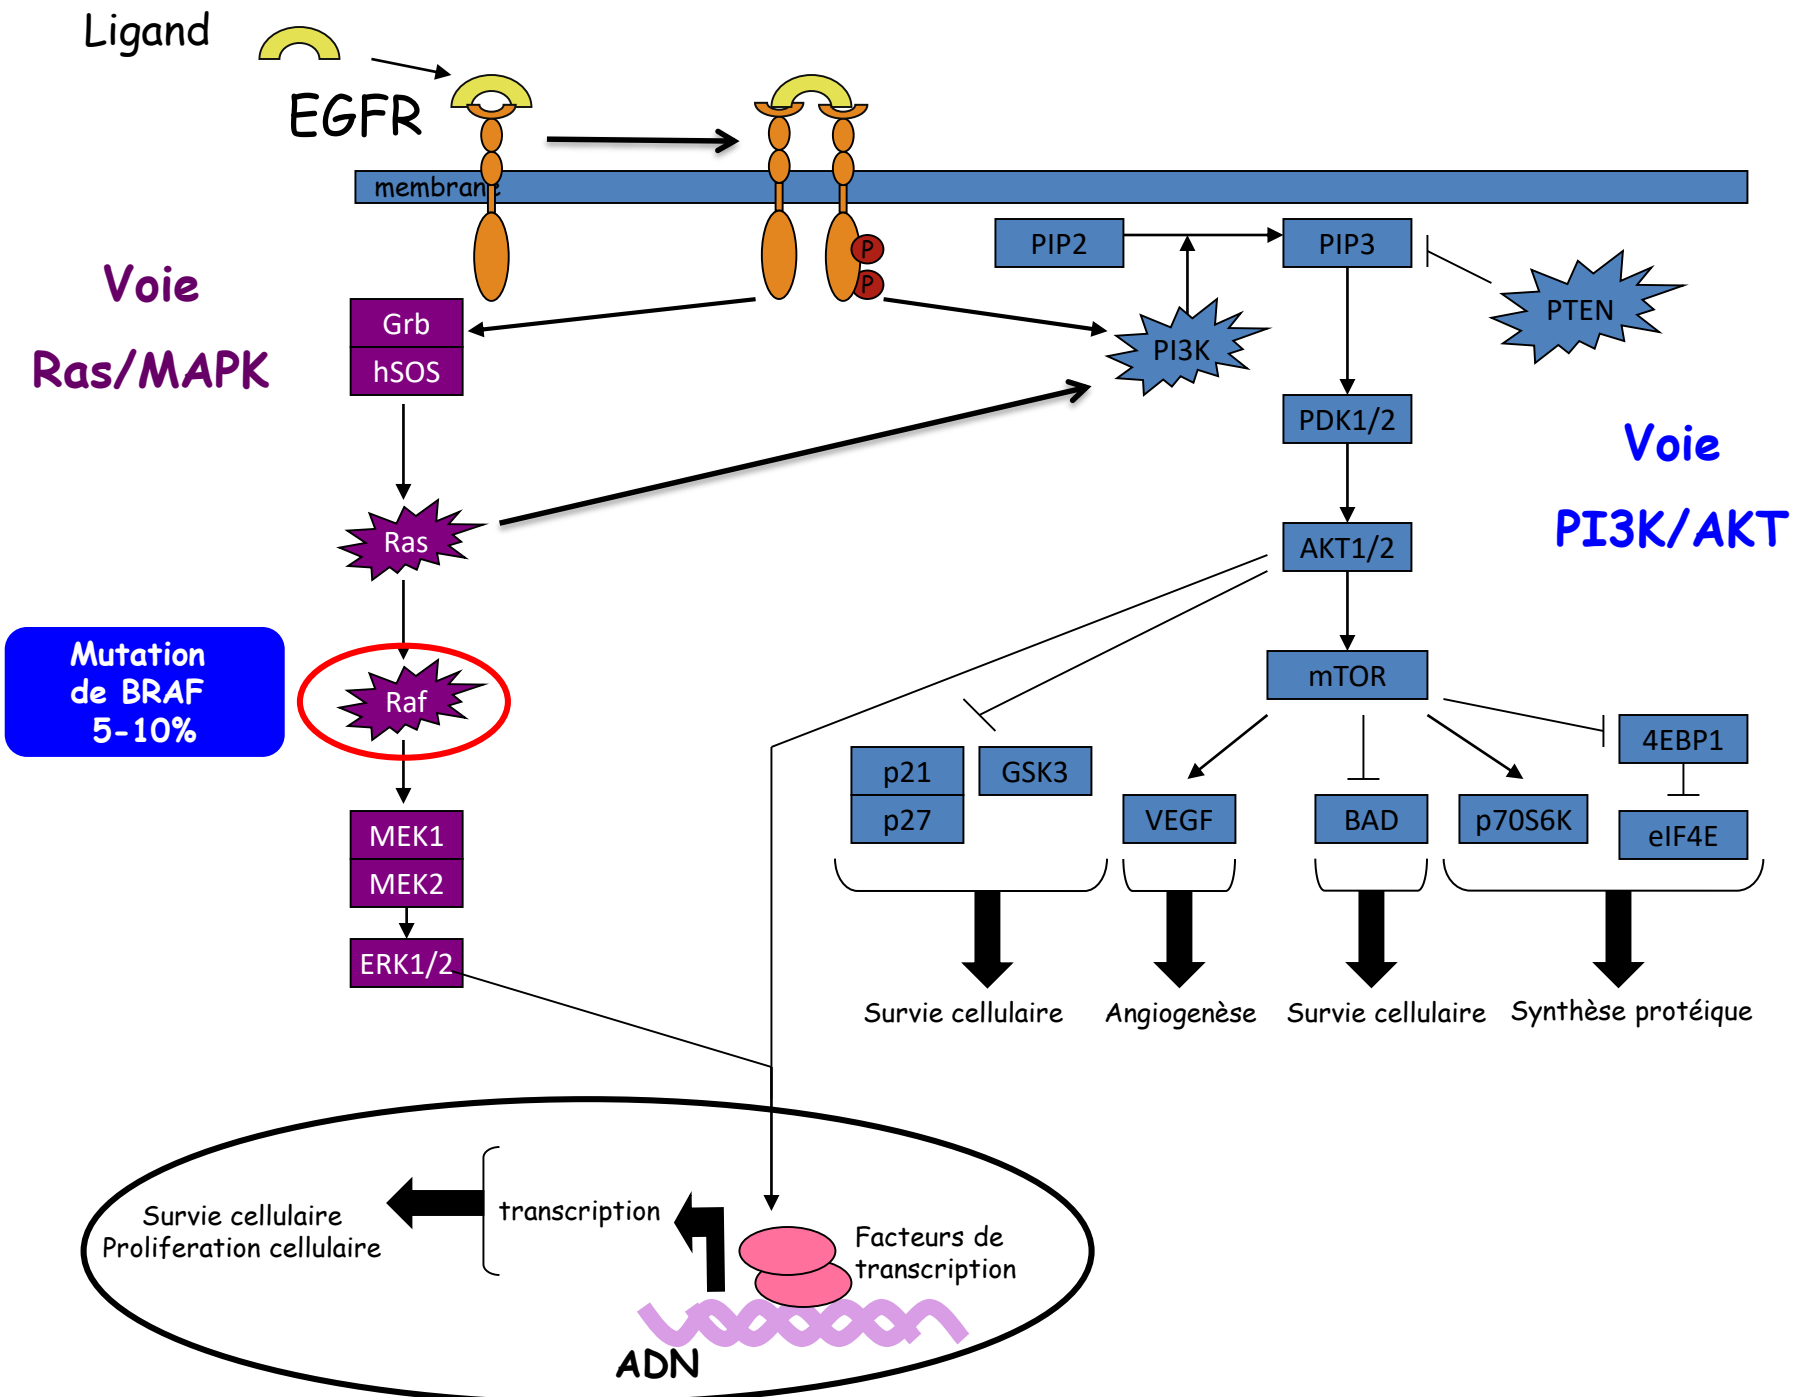 Ligand
EGFR
membrane
P
P
PIP2
PIP3
PTEN
PI3K
Voie
Ras/MAPK
Grb
hSOS
PDK1/2
Voie
PI3K/AKT
Ras
AKT1/2
Mutation
de BRAF
5-10%
Raf
mTOR
4EBP1
p21
GSK3
p27
VEGF
BAD
p70S6K
eIF4E
MEK1
MEK2
ERK1/2
Survie cellulaire
Angiogenèse
Survie cellulaire
Synthèse protéique
Survie cellulaire
Proliferation cellulaire
transcription
Facteurs de
transcription
ADN